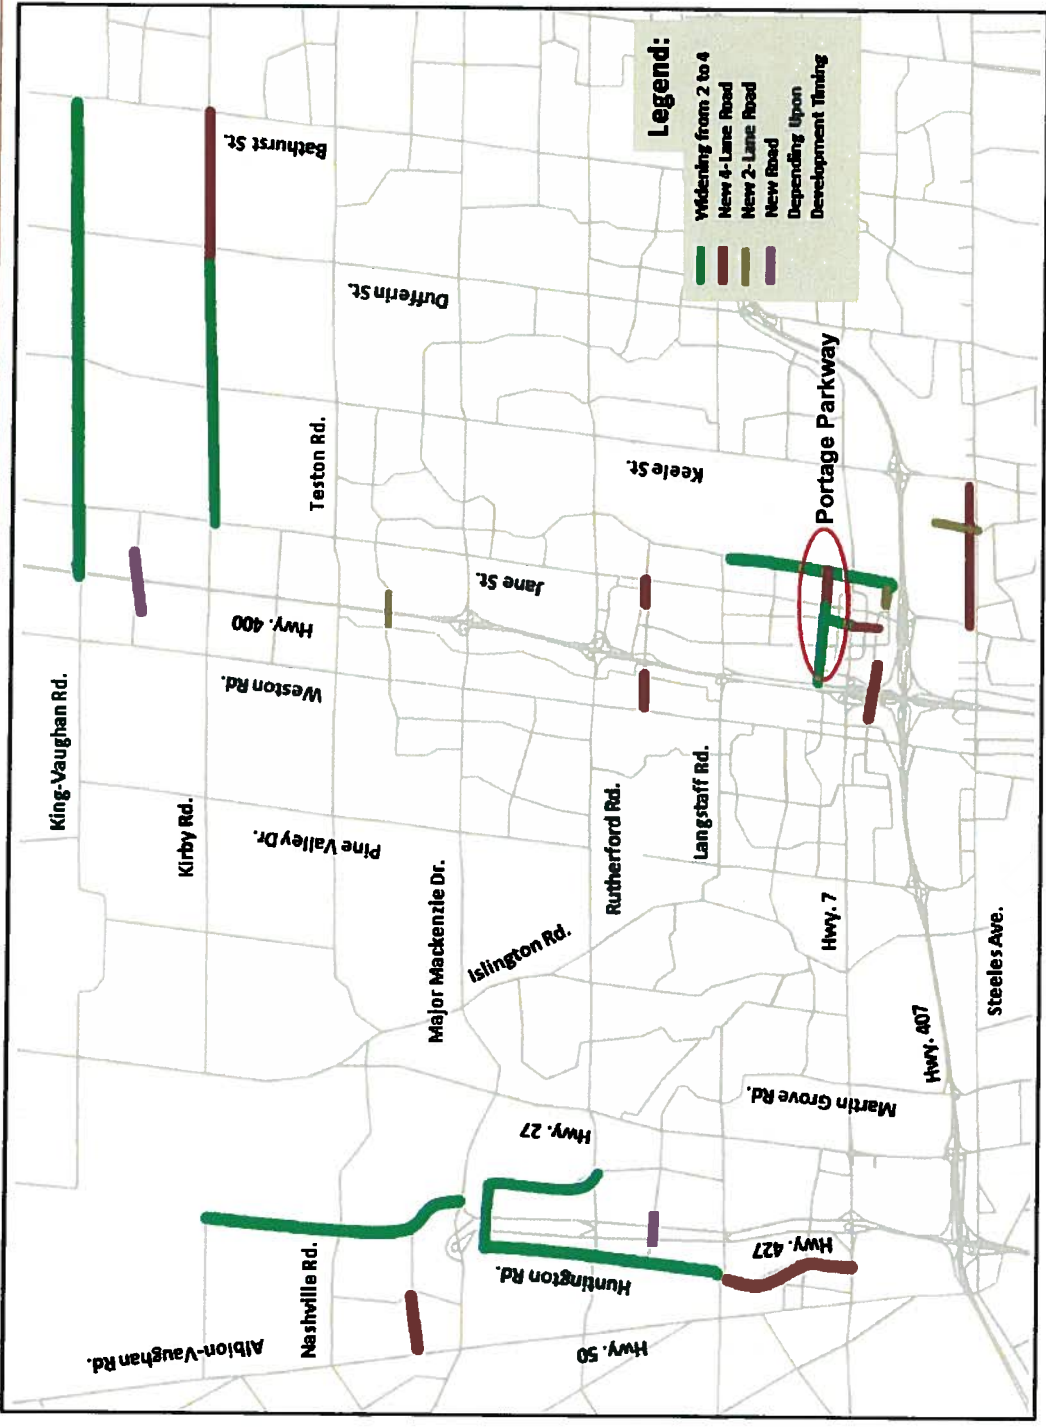 Legend:
Widening from 2 to 4
New 4-Lane Road
New 2-Lane Road
New Road
Depending Upon
Development Timing
Bathurst St.
Dufferin St.
Keele St.
Jane St.
Hwy. 400
Weston Rd.
Pine Valley Dr.
Islington Rd.
Hwy. 27
Martin Grove Rd.
Hwy. 427
Huntington Rd.
Hwy. 50
Albion-Vaughan Rd.
King-Vaughan Rd.
Kirby Rd.
Teston Rd.
Nashville Rd.
Major Mackenzie Dr.
Rutherford Rd.
Langstaff Rd.
Portage Parkway
Hwy. 7
Hwy. 407
Steeles Ave.